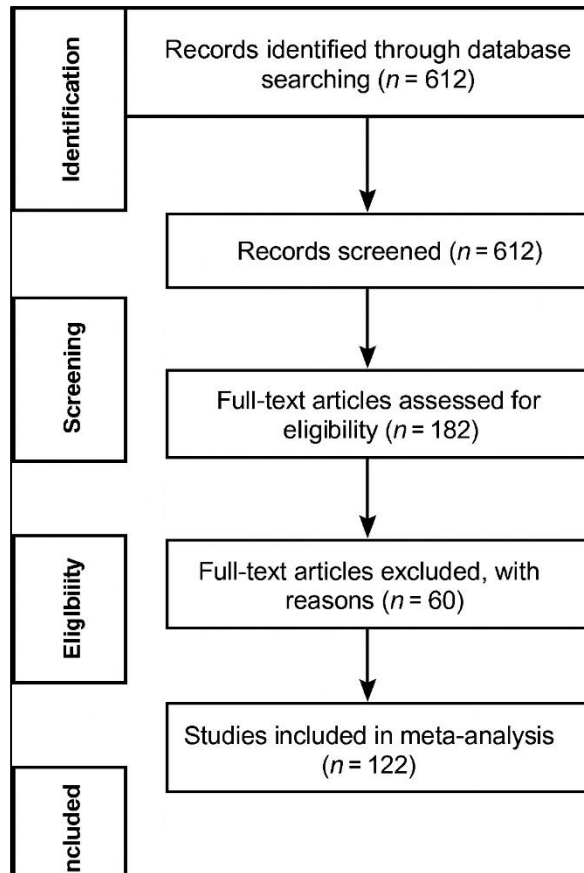 Identification
Records identified through database
searching (n = 612)
Records screened (n = 612)
Screening
Full-text articles assessed for
eligibility (n = 182)
Eliglbiiity
Full-text articles excluded, with
reasons (n = 60)
Studies included in meta-analysis
(n = 122)
ncluded